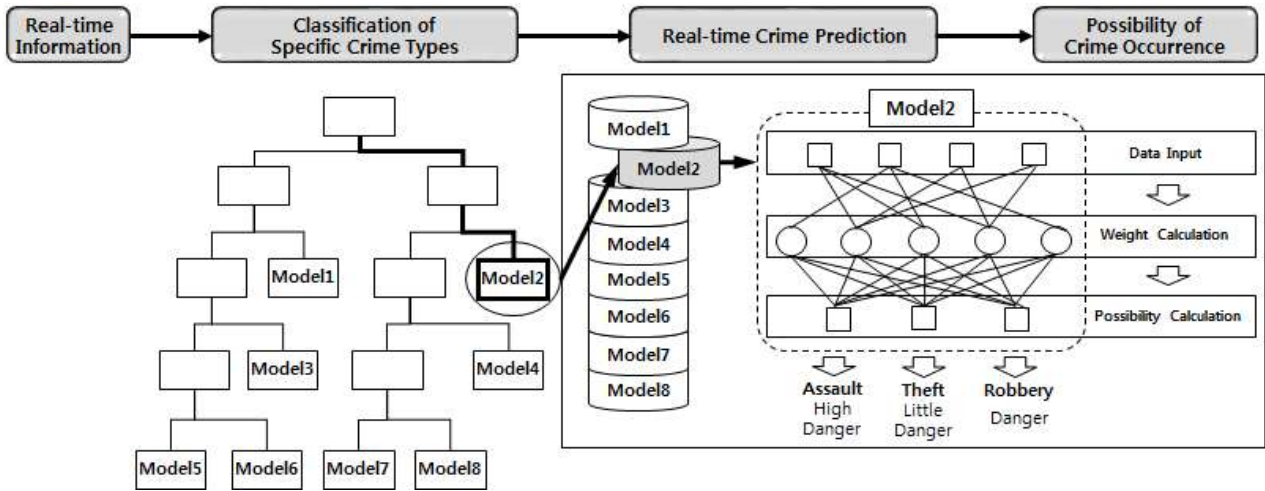 Real-time
Information
Classification of
Specific Crime Types
Real-time Crime Prediction
Possibility of
Crime Occurrence
Model1
Model2
Model3
Model4
Model5
Model6
Model7
Model8
Model1
Model2
Model3
Model4
Model5
Model6
Model7
Model8
Model2
Data Input
Weight Calculation
Possibility Calculation
Assault
High
Danger
Theft
Little
Danger
Robbery
Danger